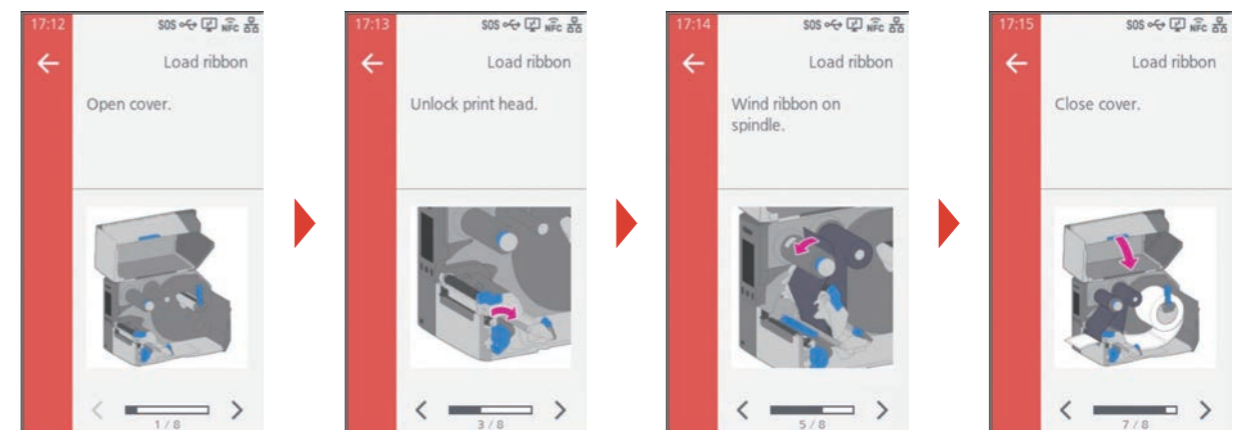 17:12 SOS NFC
Load ribbon
Open cover.
1 / 8
17:13 SOS NFC
Load ribbon
Unlock print head.
3 / 8
17:14 SOS NFC
Load ribbon
Wind ribbon on
spindle.
5 / 8
17:15 SOS NFC
Load ribbon
Close cover.
7 / 8